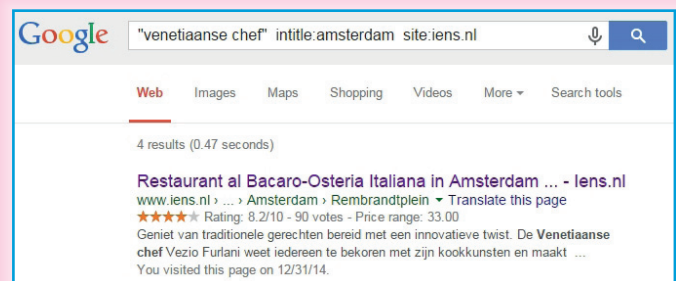 Google "venetiaanse chef" intitle:amsterdam site:iens.nl
Web Images Maps Shopping Videos More Search tools
4 results (0.47 seconds)
Restaurant al Bacaro-Osteria Italiana in Amsterdam ... - Iens.nl
www.iens.nl › ... › Amsterdam › Rembrandtplein Translate this page
Rating: 8.2/10 - 90 votes - Price range: 33.00
Geniet van traditionele gerechten bereid met een innovatieve twist. De Venetiaanse
chef Vezio Furlani weet iedereen te bekoren met zijn kookkunsten en maakt ...
You visited this page on 12/31/14.